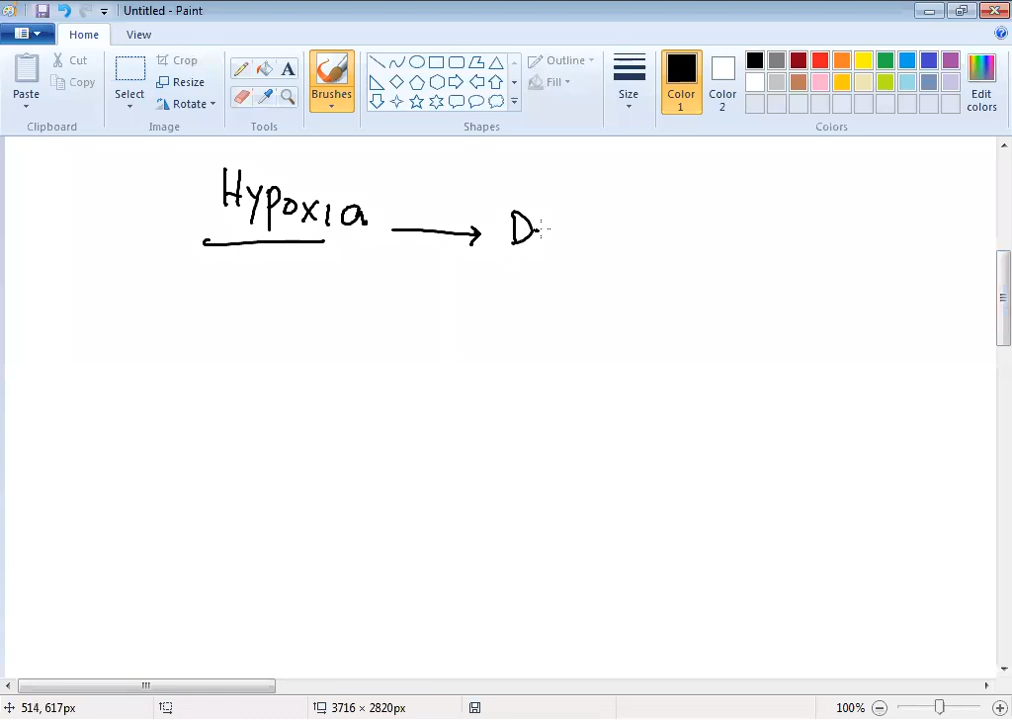 Untitled - Paint
Home View
Paste
Cut
Copy
Clipboard
Select
Crop
Resize
Rotate
Image
A
Tools
Brushes
Shapes
Outline
Fill
Size
Color 1
Color 2
Edit colors
Colors
Hypoxia → D
514, 617px 3716 × 2820px 100%